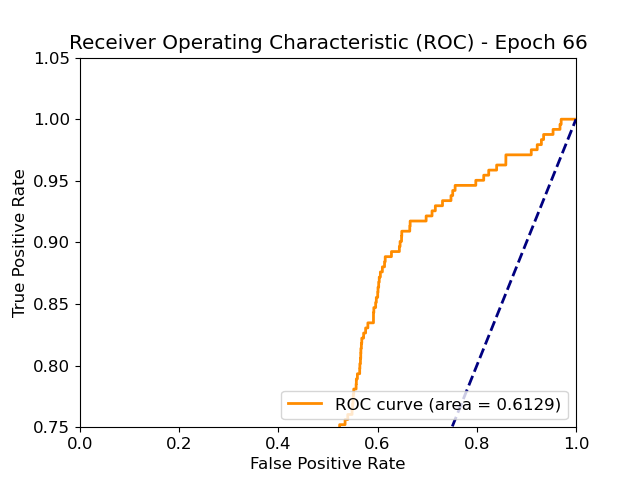 Receiver Operating Characteristic (ROC) - Epoch 66
1.05
1.00
0.95
0.90
0.85
0.80
0.75
True Positive Rate
ROC curve (area = 0.6129)
0.0 0.2 0.4 0.6 0.8 1.0
False Positive Rate